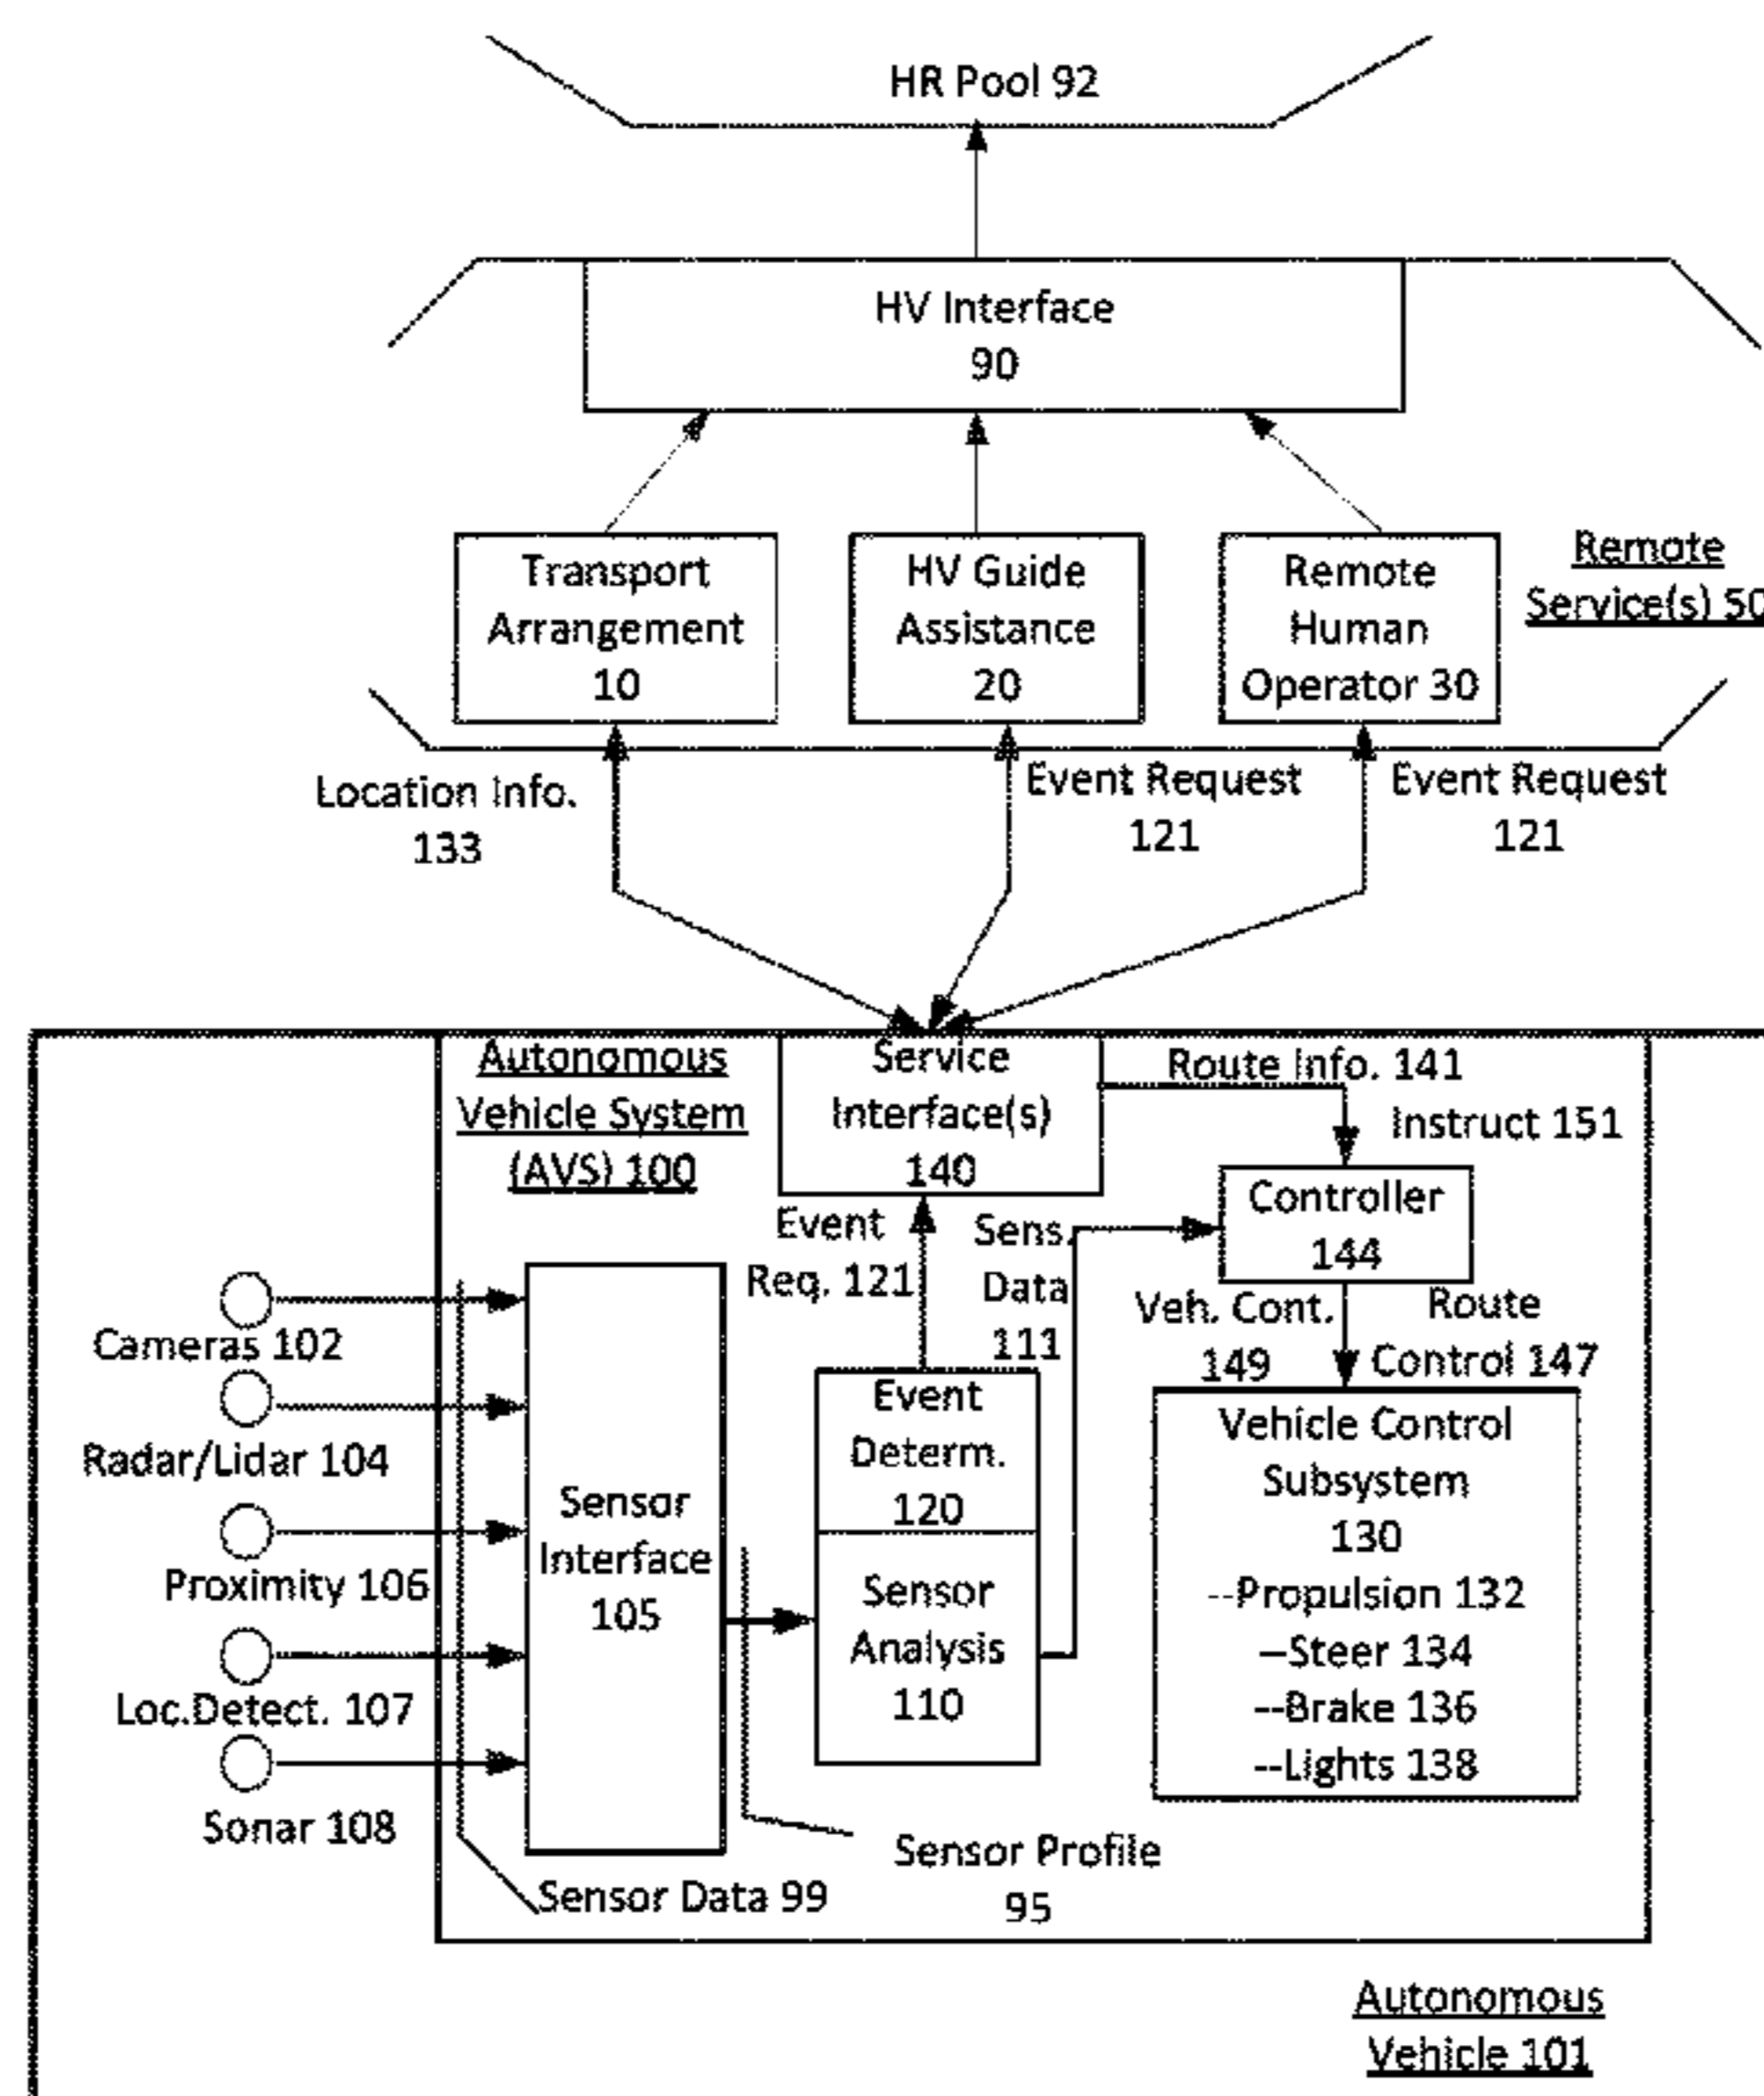 HR Pool 92
HV Interface
90
Transport
Arrangement
10
HV Guide
Assistance
20
Remote
Human
Operator 30
Remote
Service(s) 50
Location Info.
133
Event Request
121
Event Request
121
Autonomous
Vehicle System
(AVS) 100
Service
Interface(s)
140
Route Info. 141
Instruct 151
Controller
144
Event
Req. 121
Sens.
Data
111
Veh. Cont.
149
Route
Control 147
Cameras 102
Radar/Lidar 104
Proximity 106
Loc.Detect. 107
Sonar 108
Sensor
Interface
105
Event
Determ.
120
Sensor
Analysis
110
Vehicle Control
Subsystem
130
--Propulsion 132
--Steer 134
--Brake 136
--Lights 138
Sensor Data 99
Sensor Profile
95
Autonomous
Vehicle 101